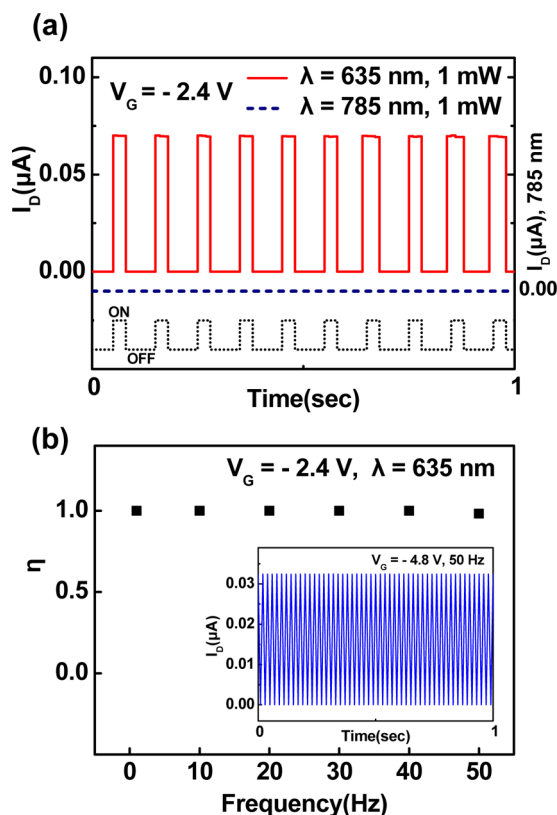 (a)
V_G = - 2.4 V
λ = 635 nm, 1 mW
λ = 785 nm, 1 mW
0.10
0.05
0.00
I_D(μA)
I_D(μA), 785 nm
0.00
ON
OFF
0
1
Time(sec)
(b)
V_G = - 2.4 V, λ = 635 nm
1.0
0.5
0.0
η
V_G = - 4.8 V, 50 Hz
0.03
0.02
0.01
0.00
I_D(μA)
0
1
Time(sec)
0
10
20
30
40
50
Frequency(Hz)